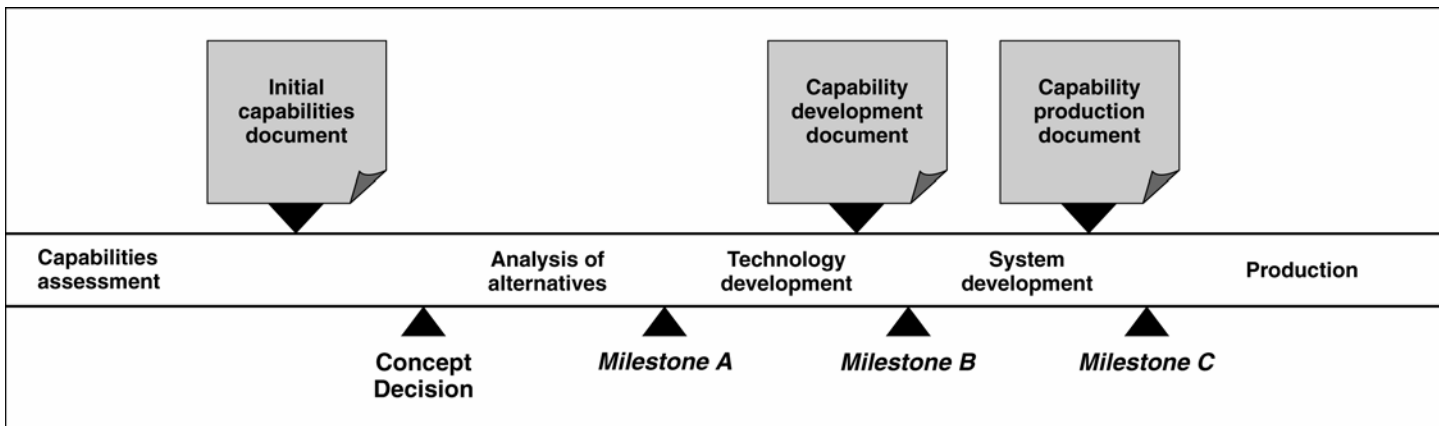 Initial
capabilities
document
Capability
development
document
Capability
production
document
Capabilities
assessment
Analysis of
alternatives
Technology
development
System
development
Production
Concept
Decision
Milestone A
Milestone B
Milestone C